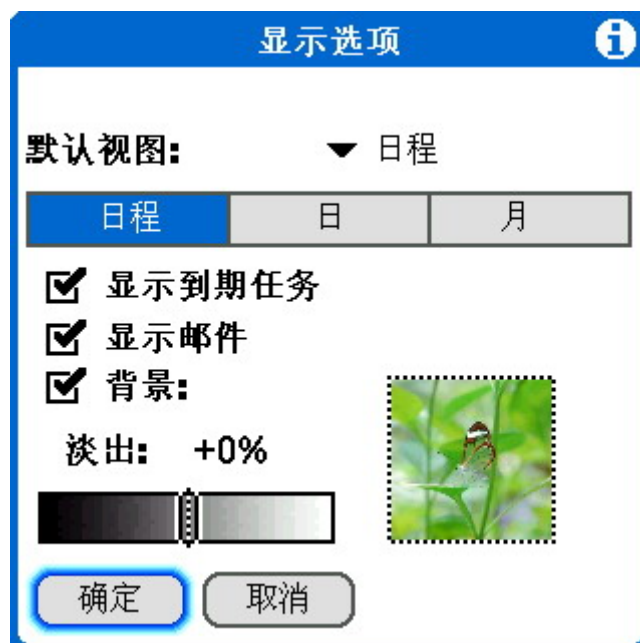 显示选项
默认视图: 日程
日程 日 月
显示到期任务
显示邮件
背景:
淡出: +0%
确定 取消